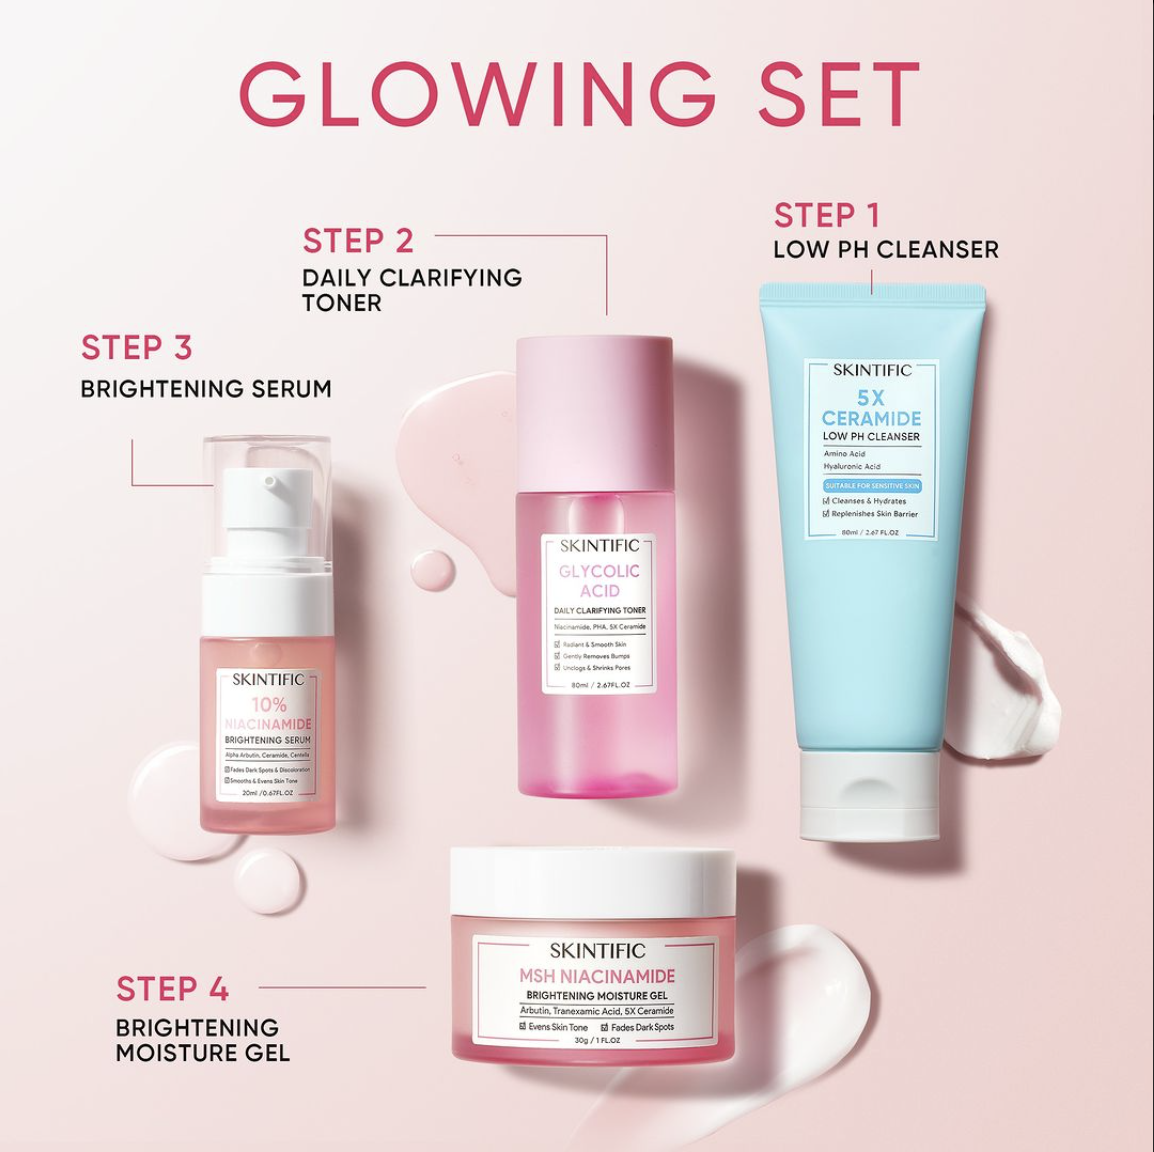 GLOWING SET
STEP 1
LOW PH CLEANSER
STEP 2
DAILY CLARIFYING
TONER
STEP 3
BRIGHTENING SERUM
STEP 4
BRIGHTENING
MOISTURE GEL
SKINTIFIC
5X
CERAMIDE
LOW PH CLEANSER
Amino Acid
Hyaluronic Acid
SUITABLE FOR SENSITIVE SKIN
Cleanses & Hydrates
Replenishes Skin Barrier
80ml / 2.67 FL.OZ
SKINTIFIC
GLYCOLIC
ACID
DAILY CLARIFYING TONER
Niacinamide, PHA, 5X Ceramide
Radiant & Smooth Skin
Gently Removes Bumps
Unclogs & Shrinks Pores
80ml / 2.67FL.OZ
SKINTIFIC
10%
NIACINAMIDE
BRIGHTENING SERUM
Alpha Arbutin, Ceramide, Centella
Fades Dark Spots & Discoloration
Smooths & Evens Skin Tone
20ml /0.67FL.OZ
SKINTIFIC
MSH NIACINAMIDE
BRIGHTENING MOISTURE GEL
Arbutin, Tranexamic Acid, 5X Ceramide
Evens Skin Tone Fades Dark Spots
30g / 1 FL.OZ